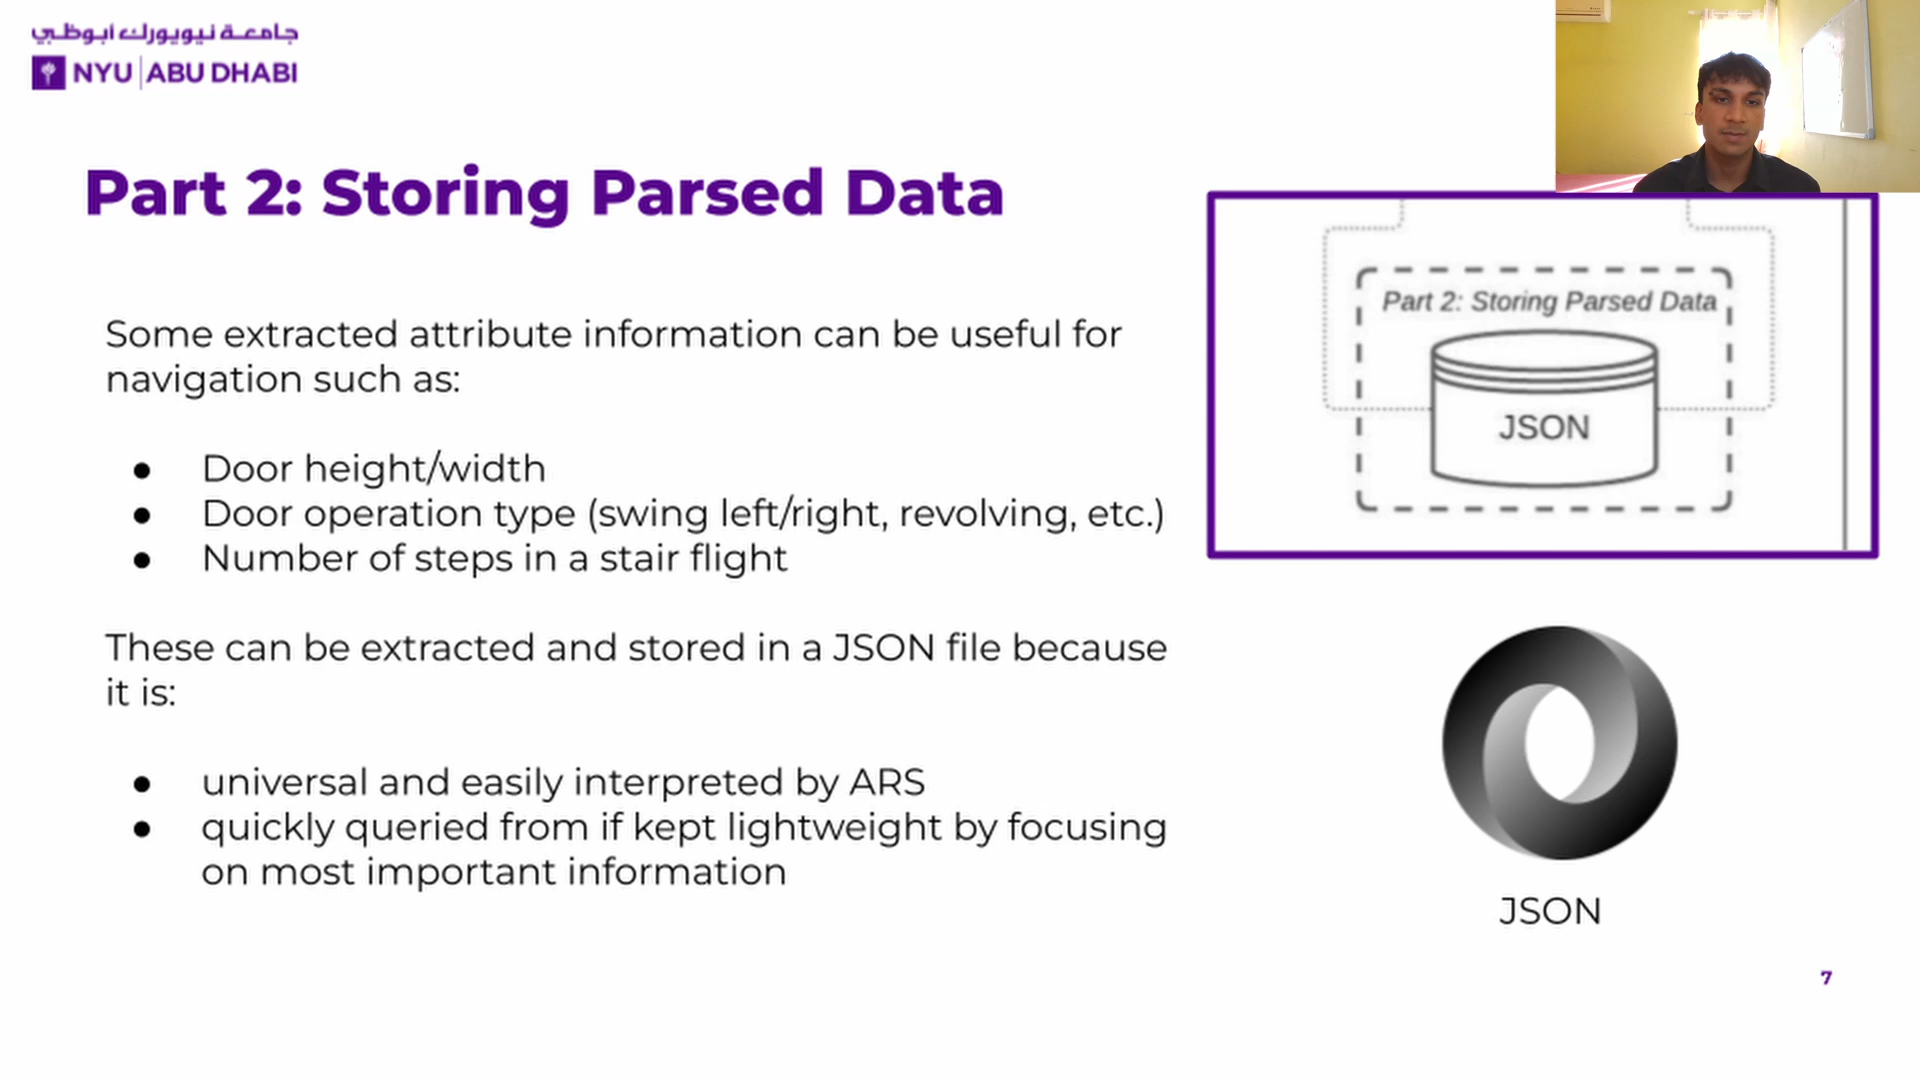 جامعـة نيويورك أبوظبي
NYU ABU DHABI
Part 2: Storing Parsed Data
Some extracted attribute information can be useful for
navigation such as:
● Door height/width
● Door operation type (swing left/right, revolving, etc.)
● Number of steps in a stair flight
These can be extracted and stored in a JSON file because
it is:
● universal and easily interpreted by ARS
● quickly queried from if kept lightweight by focusing
on most important information
Part 2: Storing Parsed Data
JSON
JSON
7